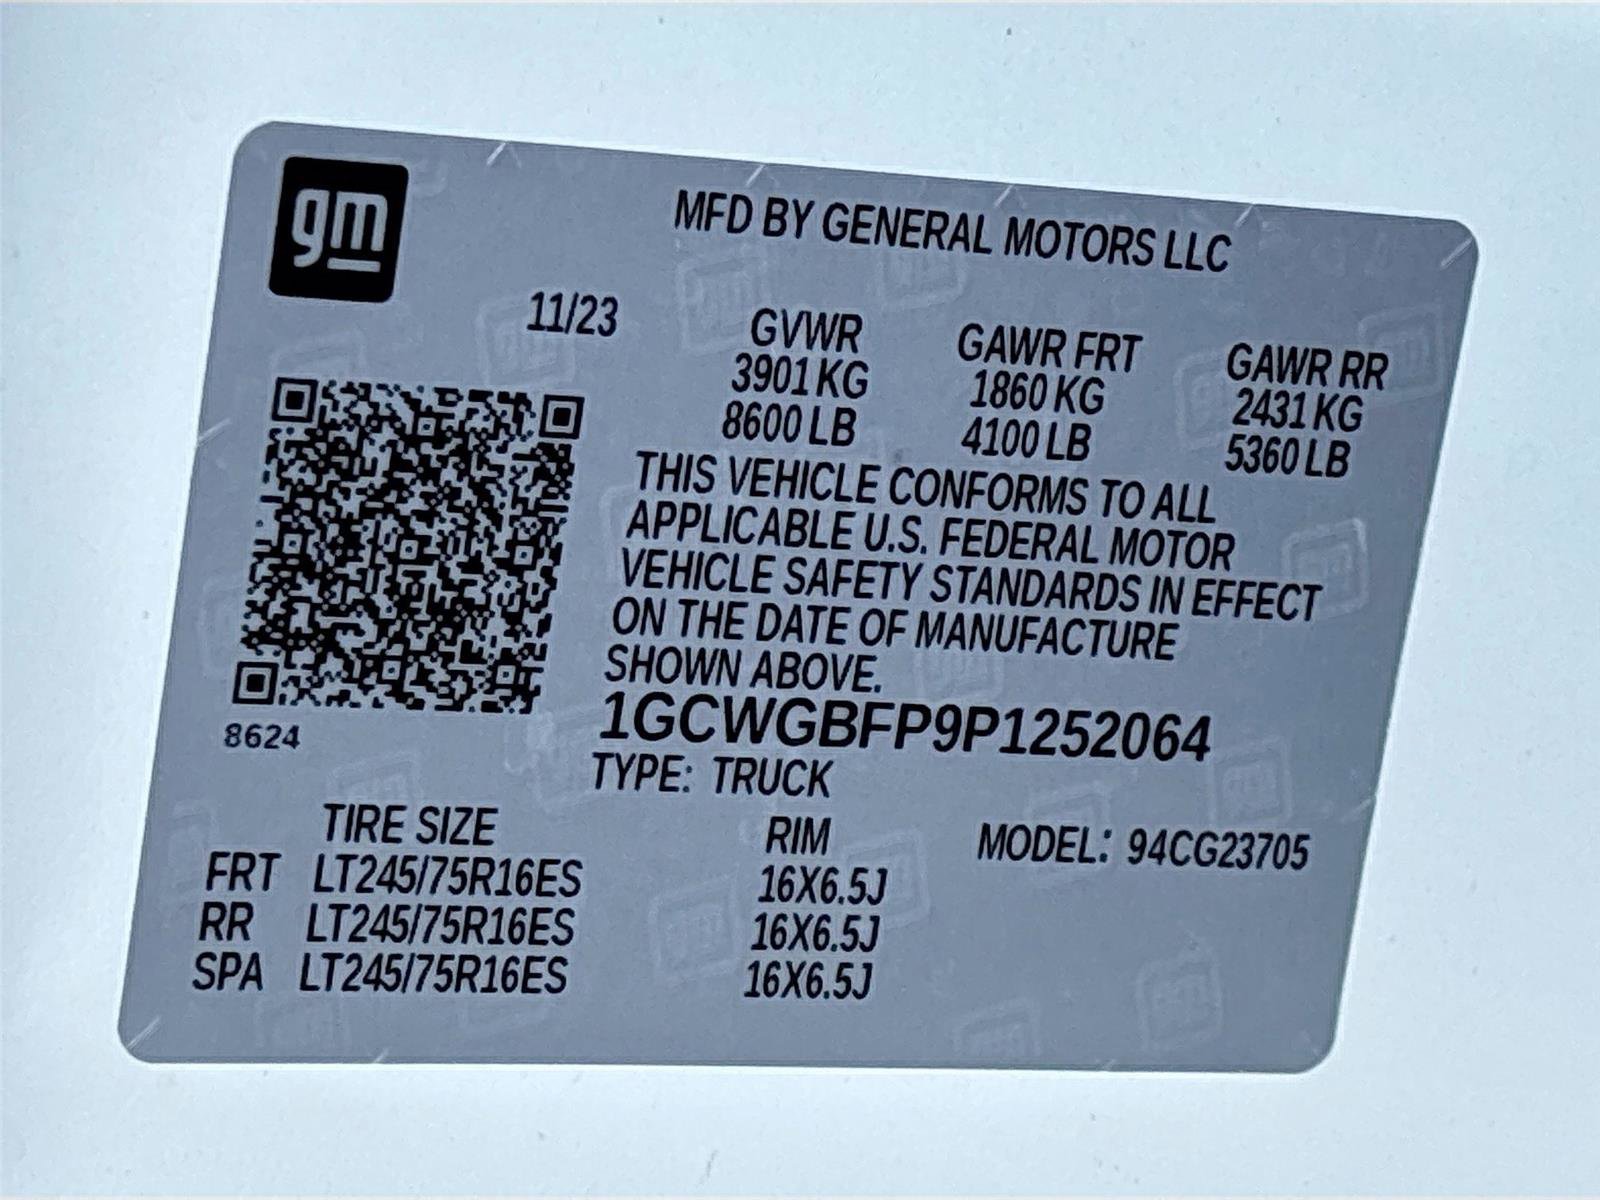 gm
MFD BY GENERAL MOTORS LLC
11/23 GVWR GAWR FRT GAWR RR
3901 KG 1860 KG 2431 KG
8600 LB 4100 LB 5360 LB
THIS VEHICLE CONFORMS TO ALL
APPLICABLE U.S. FEDERAL MOTOR
VEHICLE SAFETY STANDARDS IN EFFECT
ON THE DATE OF MANUFACTURE
SHOWN ABOVE.
1GCWGBFP9P1252064
8624
TYPE: TRUCK
TIRE SIZE RIM MODEL: 94CG23705
FRT LT245/75R16ES 16X6.5J
RR LT245/75R16ES 16X6.5J
SPA LT245/75R16ES 16X6.5J